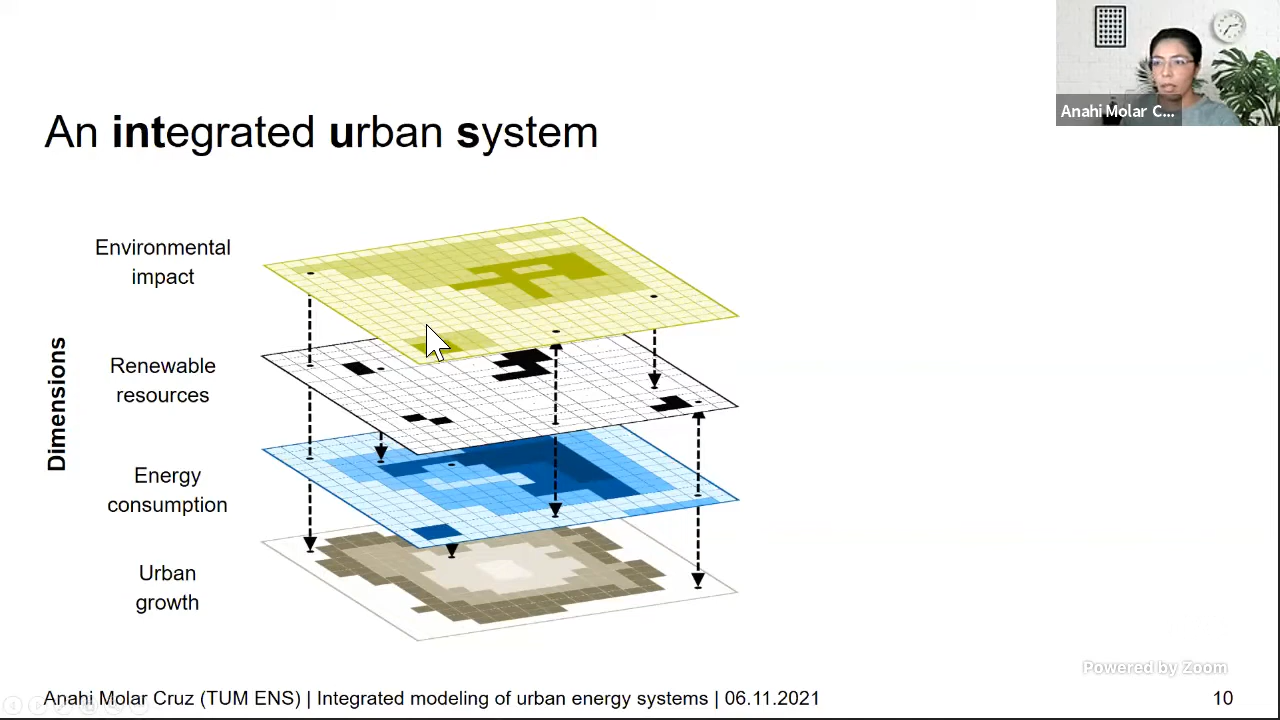 Anahi Molar C...
An integrated urban system
Environmental
impact
Renewable
resources
Dimensions
Energy
consumption
Urban
growth
Powered by Zoom
Anahi Molar Cruz (TUM ENS) | Integrated modeling of urban energy systems | 06.11.2021
10